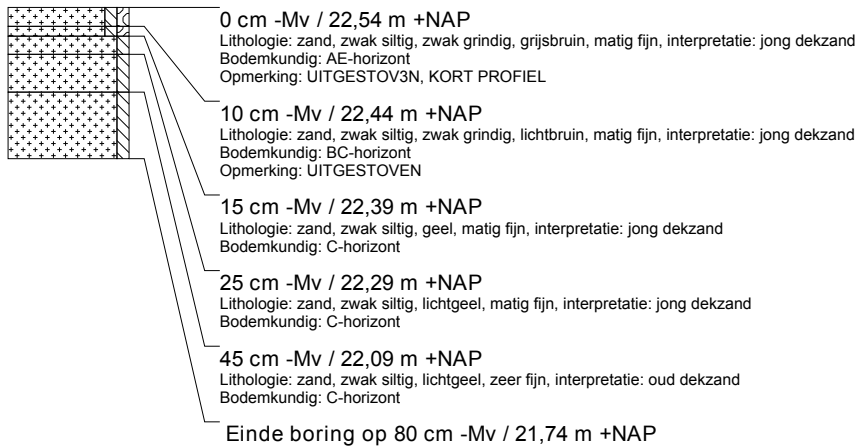 0 cm -Mv / 22,54 m +NAP
Lithologie: zand, zwak siltig, zwak grindig, grijsbruin, matig fijn, interpretatie: jong dekzand
Bodemkundig: AE-horizont
Opmerking: UITGESTOV3N, KORT PROFIEL
10 cm -Mv / 22,44 m +NAP
Lithologie: zand, zwak siltig, zwak grindig, lichtbruin, matig fijn, interpretatie: jong dekzand
Bodemkundig: BC-horizont
Opmerking: UITGESTOVEN
15 cm -Mv / 22,39 m +NAP
Lithologie: zand, zwak siltig, geel, matig fijn, interpretatie: jong dekzand
Bodemkundig: C-horizont
25 cm -Mv / 22,29 m +NAP
Lithologie: zand, zwak siltig, lichtgeel, matig fijn, interpretatie: jong dekzand
Bodemkundig: C-horizont
45 cm -Mv / 22,09 m +NAP
Lithologie: zand, zwak siltig, lichtgeel, zeer fijn, interpretatie: oud dekzand
Bodemkundig: C-horizont
Einde boring op 80 cm -Mv / 21,74 m +NAP